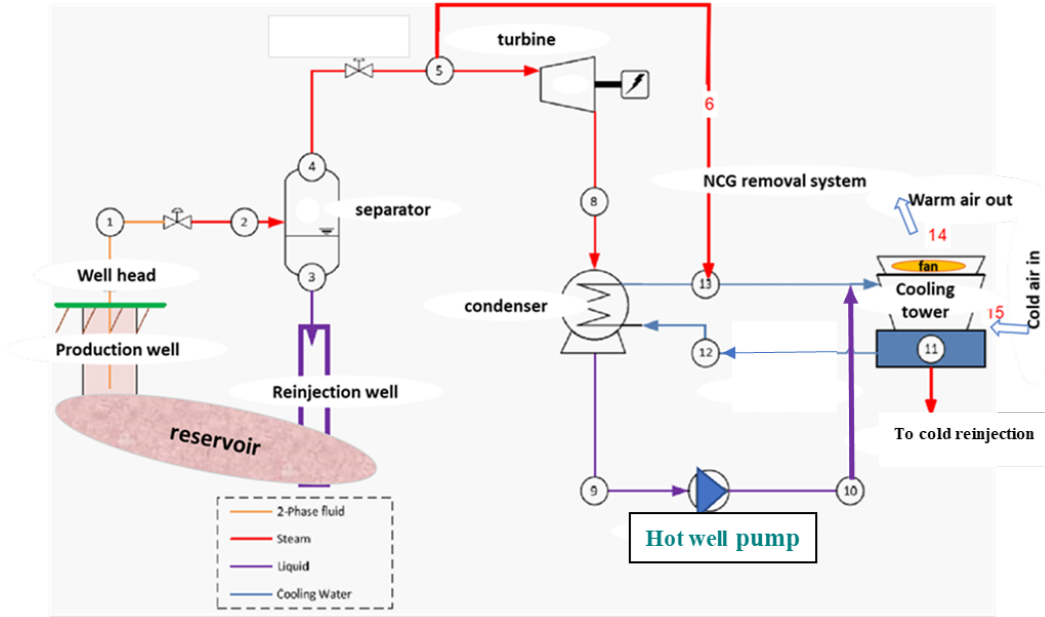 turbine
5
6
4
NCG removal system
8
separator
Warm air out
1
2
14
fan
Cold air in
3
Well head
condenser
13
Cooling
tower
15
Production well
12
11
Reinjection well
reservoir
To cold reinjection
9
10
2-Phase fluid
Steam
Liquid
Cooling Water
Hot well pump